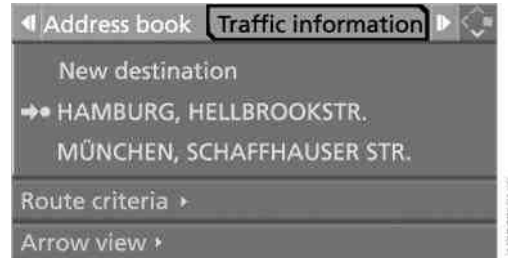 Address book Traffic information
New destination
HAMBURG, HELLBROOKSTR.
MÜNCHEN, SCHAFFHAUSER STR.
Route criteria
Arrow view